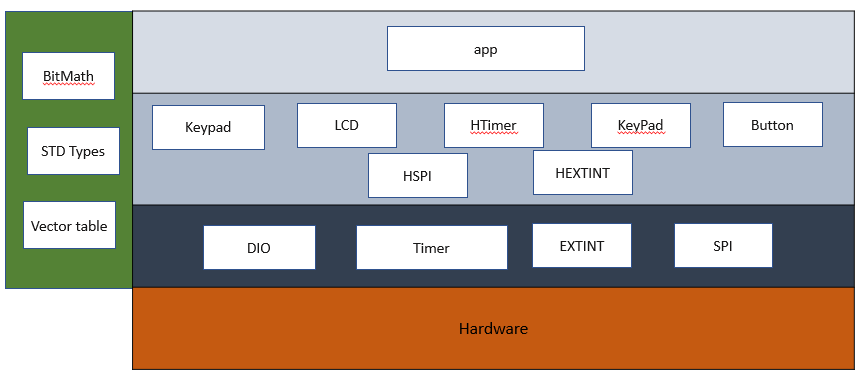 app
BitMath
STD Types
Vector table
Keypad
LCD
HTimer
KeyPad
Button
HSPI
HEXTINT
DIO
Timer
EXTINT
SPI
Hardware